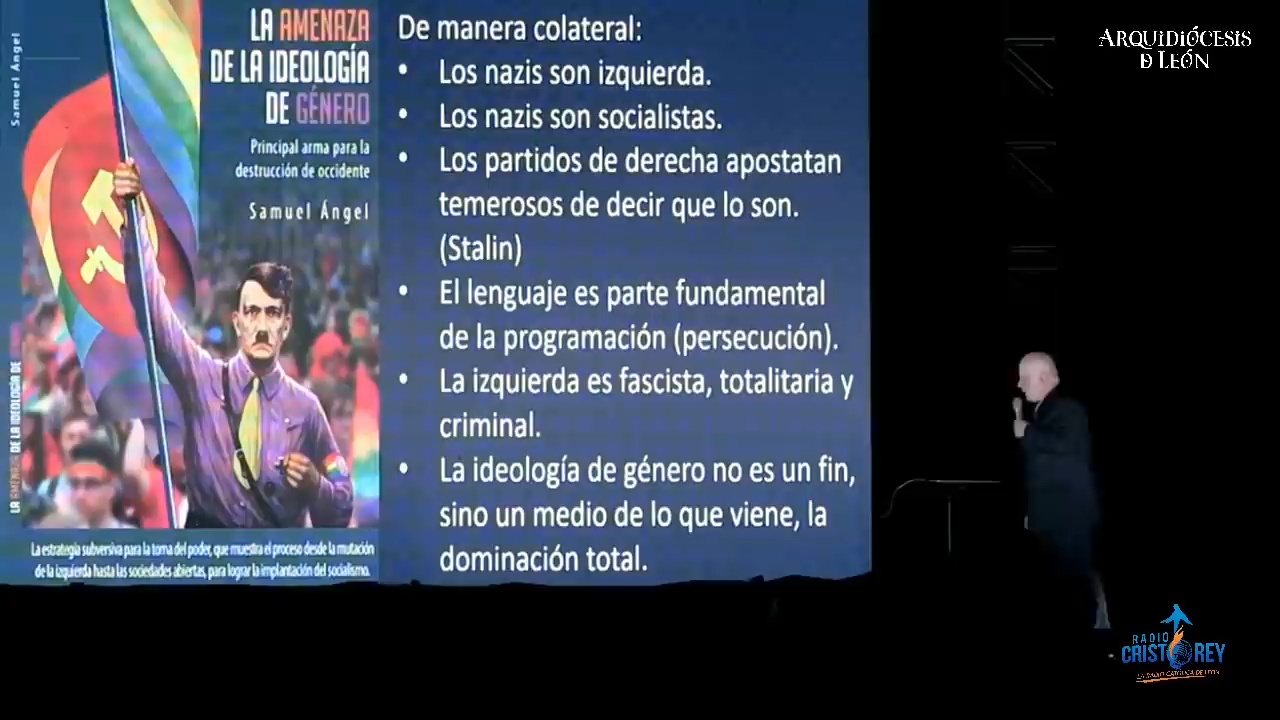 Samuel Ángel
LA AMENAZA DE LA IDEOLOGÍA DE
LA AMENAZA
DE LA IDEOLOGÍA
DE GÉNERO
Principal arma para la
destrucción de occidente
Samuel Ángel
La estrategia subversiva para la toma del poder, que muestra el proceso desde la mutación
de la izquierda hasta las sociedades abiertas, para lograr la implantación del socialismo.
De manera colateral:
• Los nazis son izquierda.
• Los nazis son socialistas.
• Los partidos de derecha apostatan
temerosos de decir que lo son.
(Stalin)
• El lenguaje es parte fundamental
de la programación (persecución).
• La izquierda es fascista, totalitaria y
criminal.
• La ideología de género no es un fin,
sino un medio de lo que viene, la
dominación total.
ARQUIDIÓCESIS
D LEÓN
RADIO
CRISTO REY
LA RADIO CATÓLICA DE LEÓN